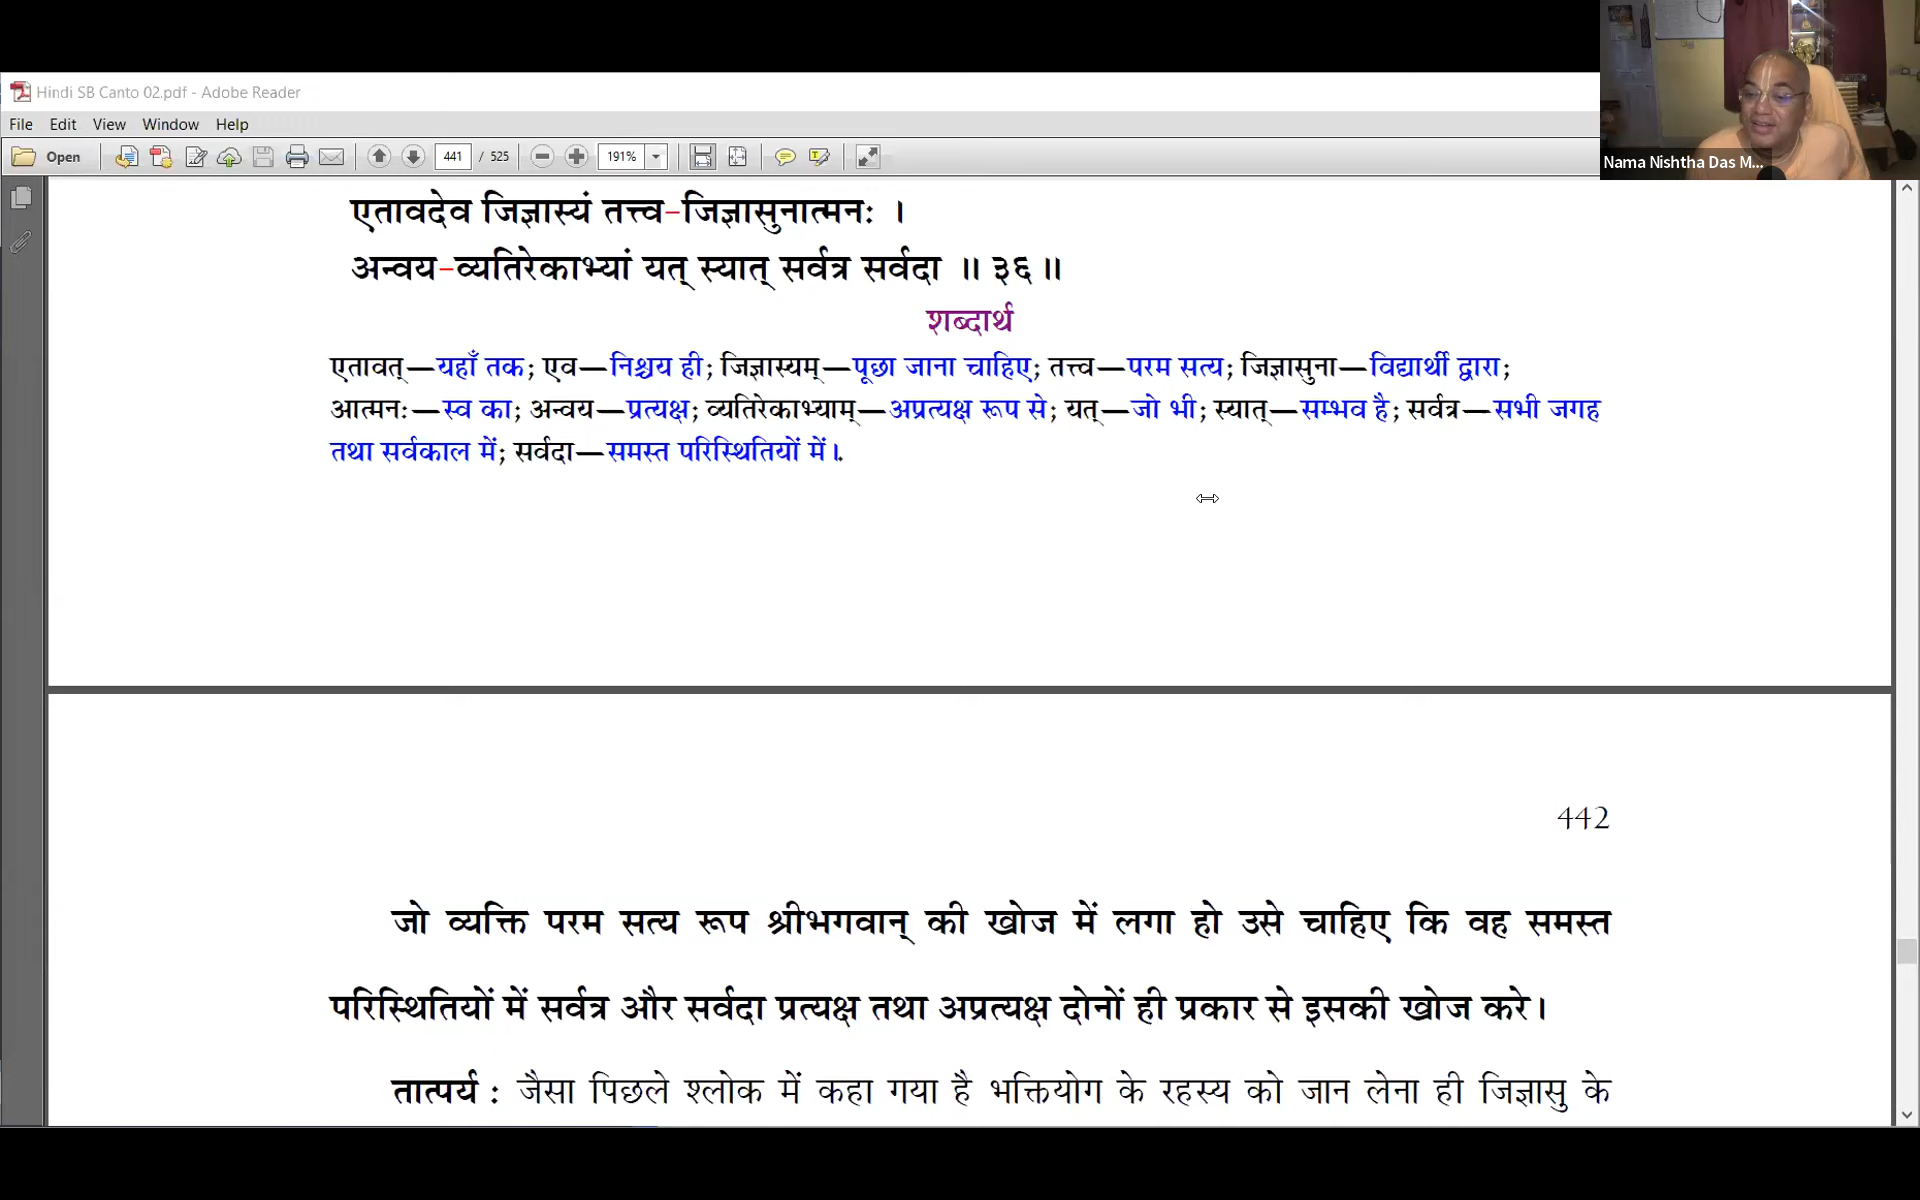 Hindi SB Canto 02.pdf - Adobe Reader
File Edit View Window Help
Open 441 / 525 191%
Nama Nishtha Das M...
एतावदेव जिज्ञास्यं तत्त्व-जिज्ञासुनात्मनः ।
अन्वय-व्यतिरेकाभ्यां यत् स्यात् सर्वत्र सर्वदा ॥ ३६॥
शब्दार्थ
एतावत्—यहाँ तक; एव—निश्चय ही; जिज्ञास्यम्—पूछा जाना चाहिए; तत्त्व—परम सत्य; जिज्ञासुना—विद्यार्थी द्वारा;
आत्मनः—स्व का; अन्वय—प्रत्यक्ष; व्यतिरेकाभ्याम्—अप्रत्यक्ष रूप से; यत्—जो भी; स्यात्—सम्भव है; सर्वत्र—सभी जगह
तथा सर्वकाल में; सर्वदा—समस्त परिस्थितियों में।.
442
जो व्यक्ति परम सत्य रूप श्रीभगवान् की खोज में लगा हो उसे चाहिए कि वह समस्त
परिस्थितियों में सर्वत्र और सर्वदा प्रत्यक्ष तथा अप्रत्यक्ष दोनों ही प्रकार से इसकी खोज करे।
तात्पर्य : जैसा पिछले श्लोक में कहा गया है भक्तियोग के रहस्य को जान लेना ही जिज्ञासु के